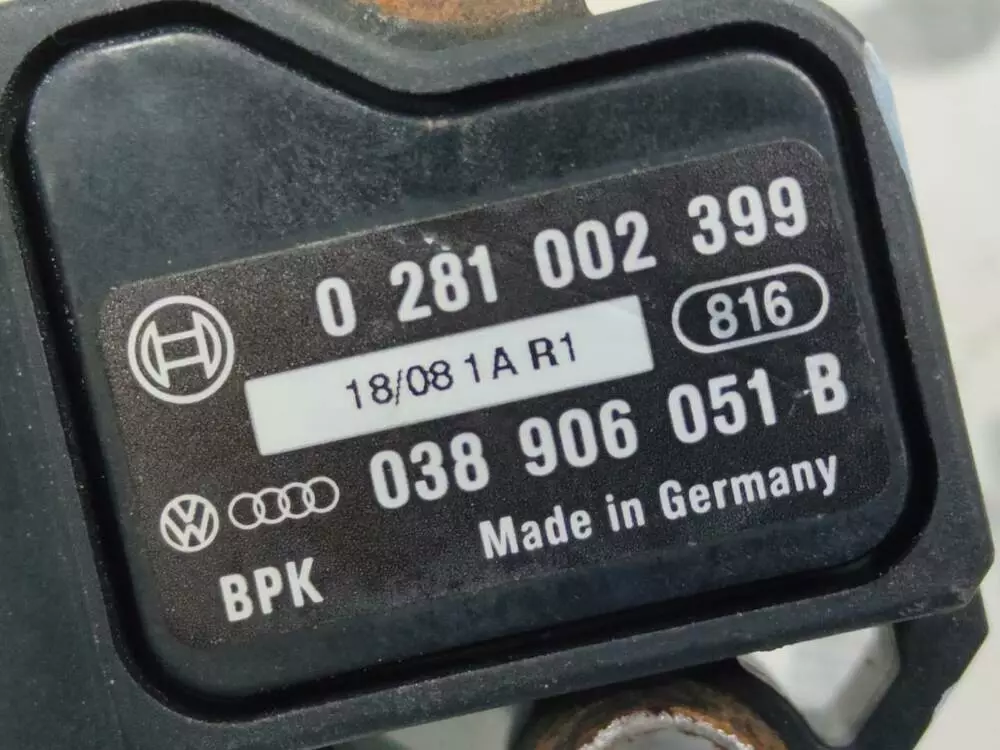 0 281 002 399
816
18/08 1A R1
038 906 051 B
Made in Germany
BPK